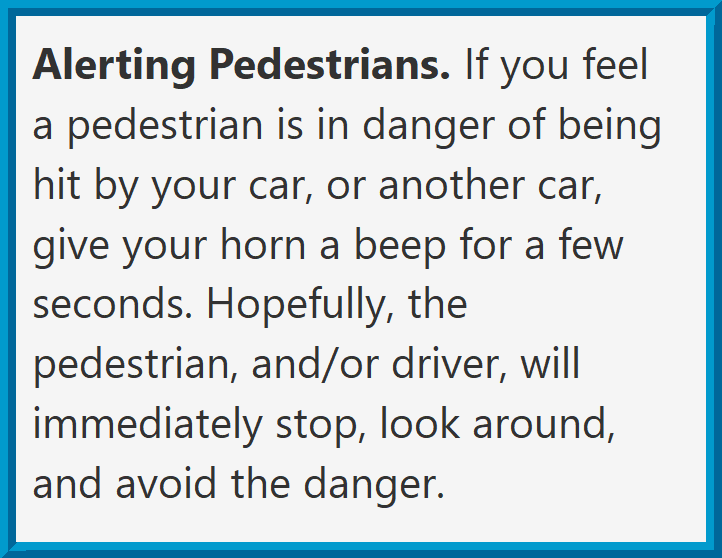 Alerting Pedestrians. If you feel
a pedestrian is in danger of being
hit by your car, or another car,
give your horn a beep for a few
seconds. Hopefully, the
pedestrian, and/or driver, will
immediately stop, look around,
and avoid the danger.